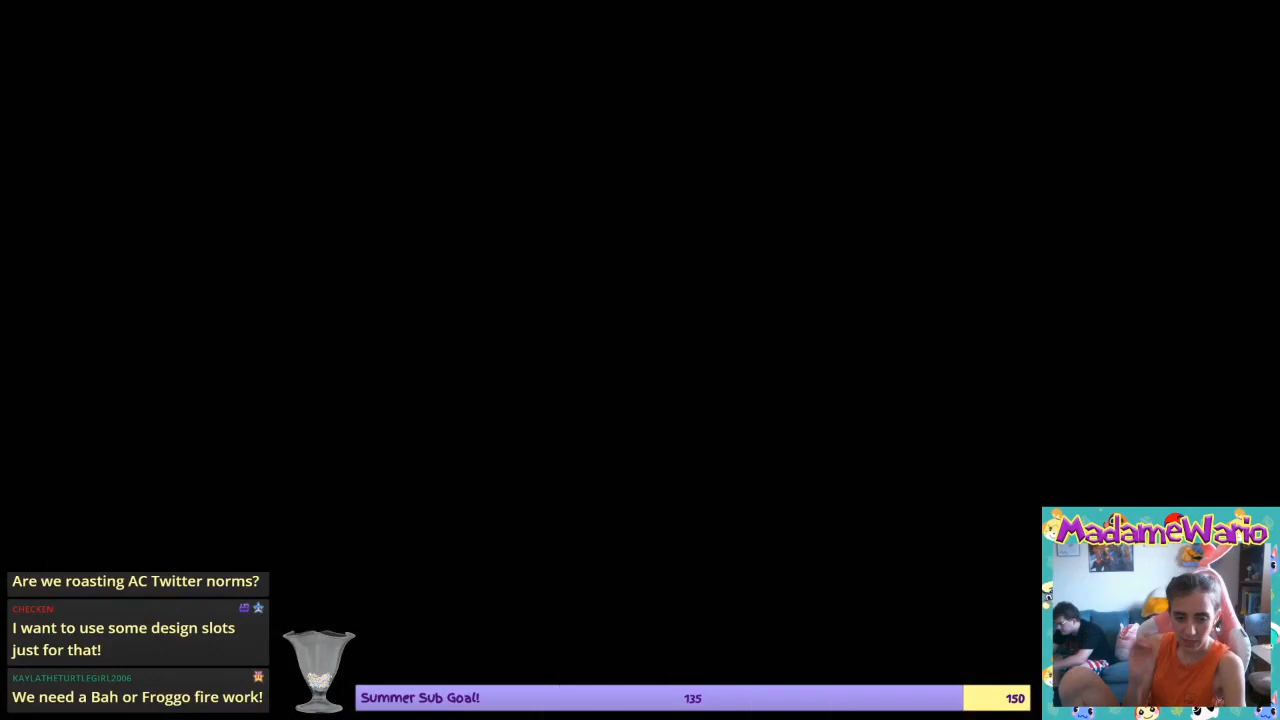 MadameWario
Are we roasting AC Twitter norms?
CHECKEN
I want to use some design slots
just for that!
KAYLATHETURTLEGIRL2006
We need a Bah or Froggo fire work!
Summer Sub Goal! 135 150